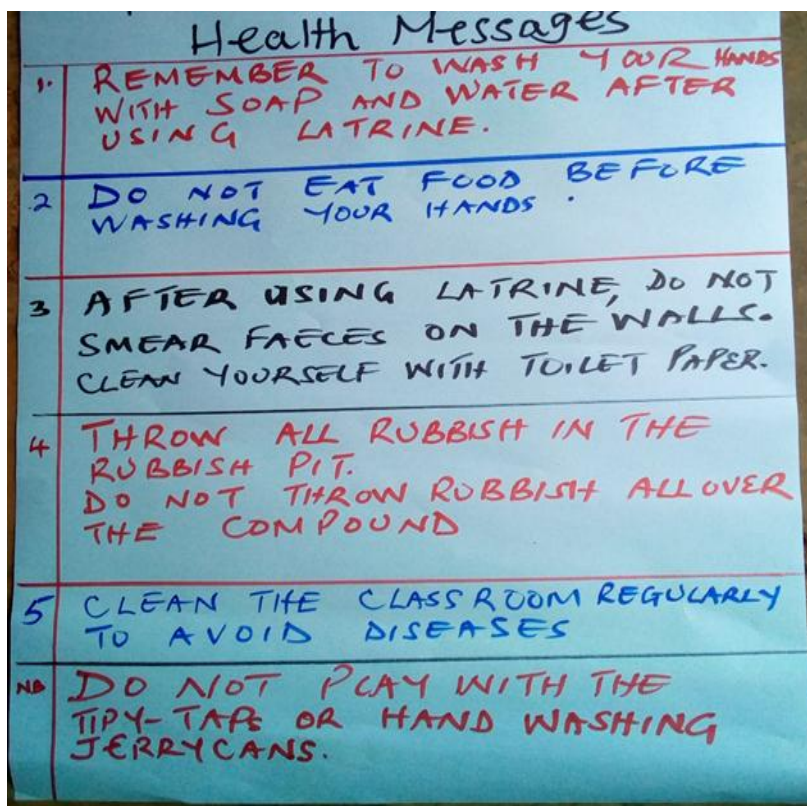 Health Messages
1. REMEMBER TO WASH YOUR HANDS
WITH SOAP AND WATER AFTER
USING LATRINE.
2 DO NOT EAT FOOD BEFORE
WASHING YOUR HANDS.
3 AFTER USING LATRINE, DO NOT
SMEAR FAECES ON THE WALLS.
CLEAN YOURSELF WITH TOILET PAPER.
4 THROW ALL RUBBISH IN THE
RUBBISH PIT.
DO NOT THROW RUBBISH ALL OVER
THE COMPOUND
5 CLEAN THE CLASSROOM REGULARLY
TO AVOID DISEASES
NB DO NOT PLAY WITH THE
TIPY-TAPS OR HAND WASHING
JERRYCANS.